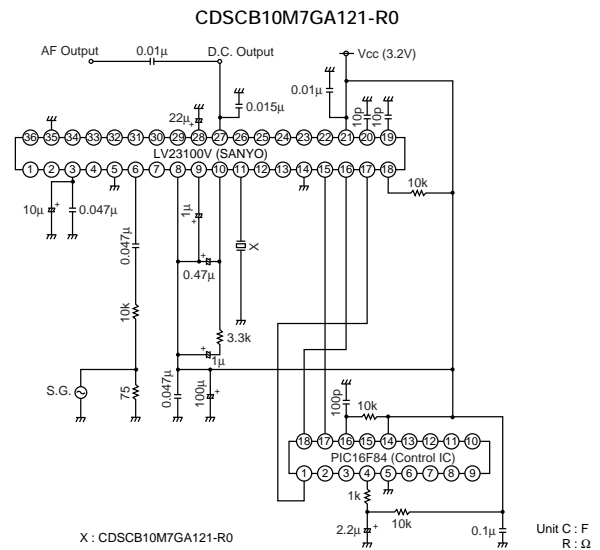 CDSCB10M7GA121-R0
AF Output
0.01µ
D.C. Output
Vcc (3.2V)
0.01µ
0.015µ
22µ
+
10p
10p
36 35 34 33 32 31 30 29 28 27 26 25 24 23 22 21 20 19
LV23100V (SANYO)
1 2 3 4 5 6 7 8 9 10 11 12 13 14 15 16 17 18
10k
10µ
+
0.047µ
0.047µ
1µ
+
X
+
0.47µ
10k
3.3k
+
1µ
S.G.
75
0.047µ
100µ
+
100p
10k
18 17 16 15 14 13 12 11 10
PIC16F84 (Control IC)
1 2 3 4 5 6 7 8 9
1k
10k
2.2µ
+
0.1µ
X : CDSCB10M7GA121-R0
Unit C : F
R : Ω